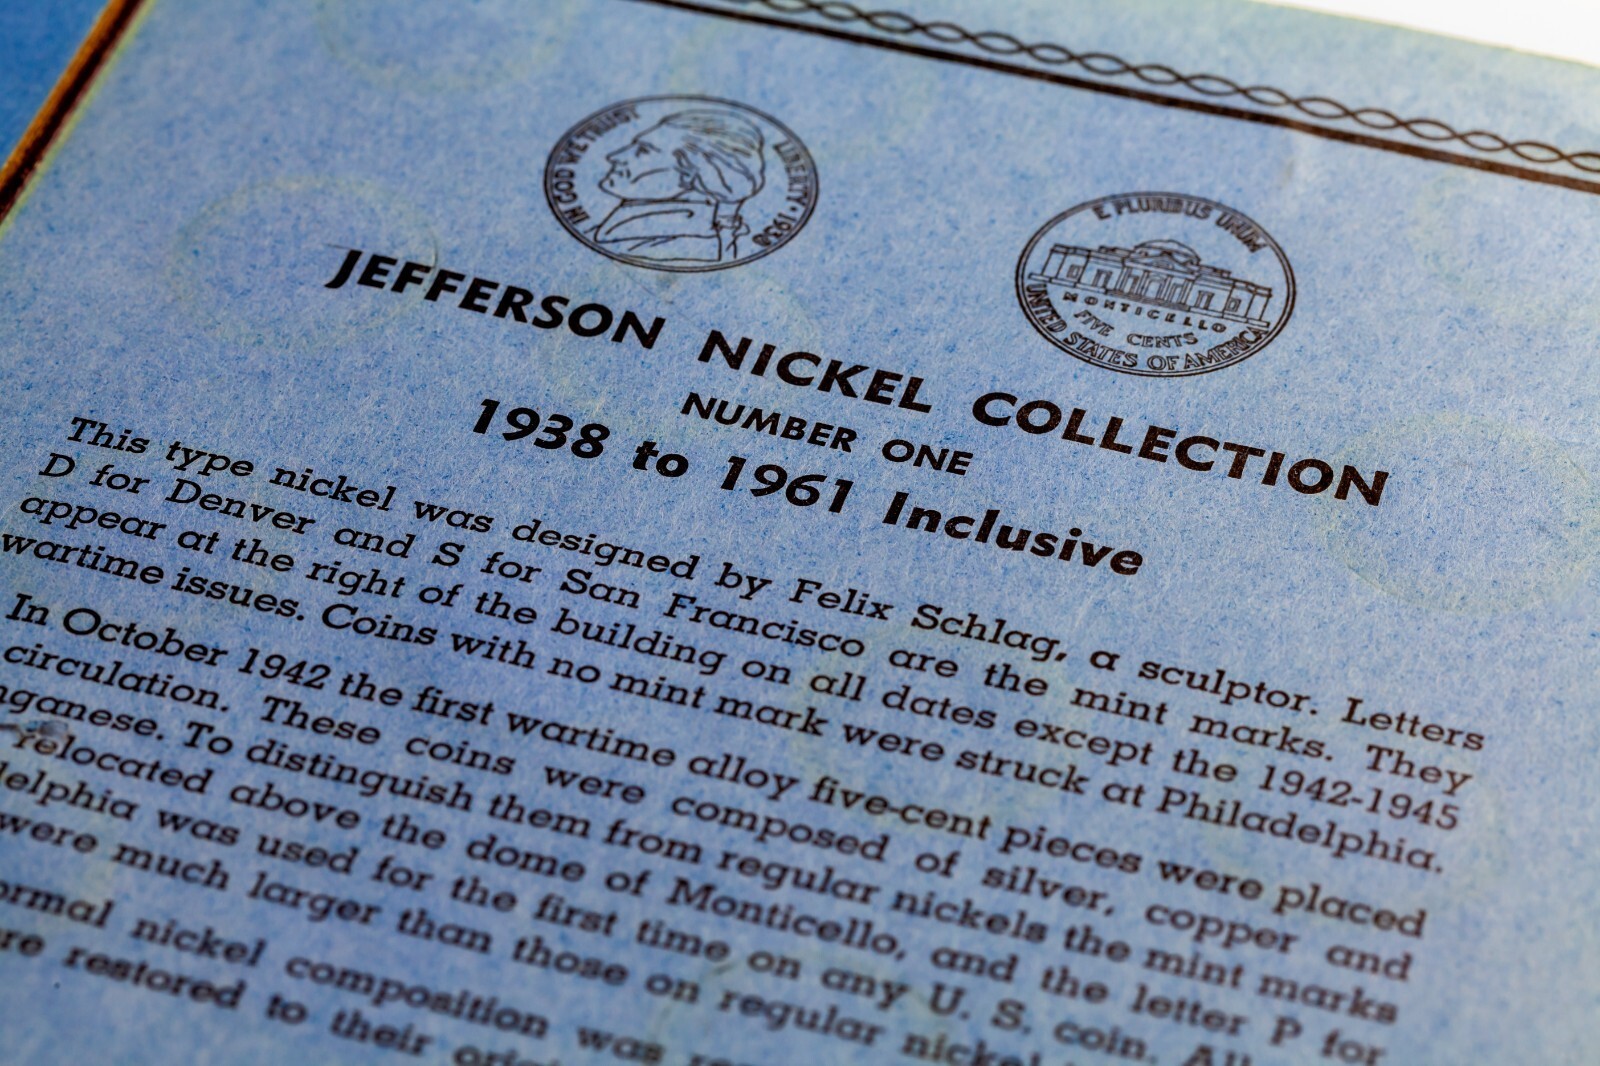 IN GOD WE TRUST LIBERTY · 1938
E PLURIBUS UNUM
MONTICELLO
FIVE CENTS
UNITED STATES OF AMERICA
JEFFERSON NICKEL COLLECTION
NUMBER ONE
1938 to 1961 Inclusive
This type nickel was designed by Felix Schlag, a sculptor. Letters
D for Denver and S for San Francisco are the mint marks. They
appear at the right of the building on all dates except the 1942-1945
wartime issues. Coins with no mint mark were struck at Philadelphia.
In October 1942 the first wartime alloy five-cent pieces were placed
circulation. These coins were composed of silver, copper and
nganese. To distinguish them from regular nickels the mint marks
relocated above the dome of Monticello, and the letter P for
delphia was used for the first time on any U. S. coin. All
were much larger than those on regular nickel
ormal nickel composition was
re restored to their